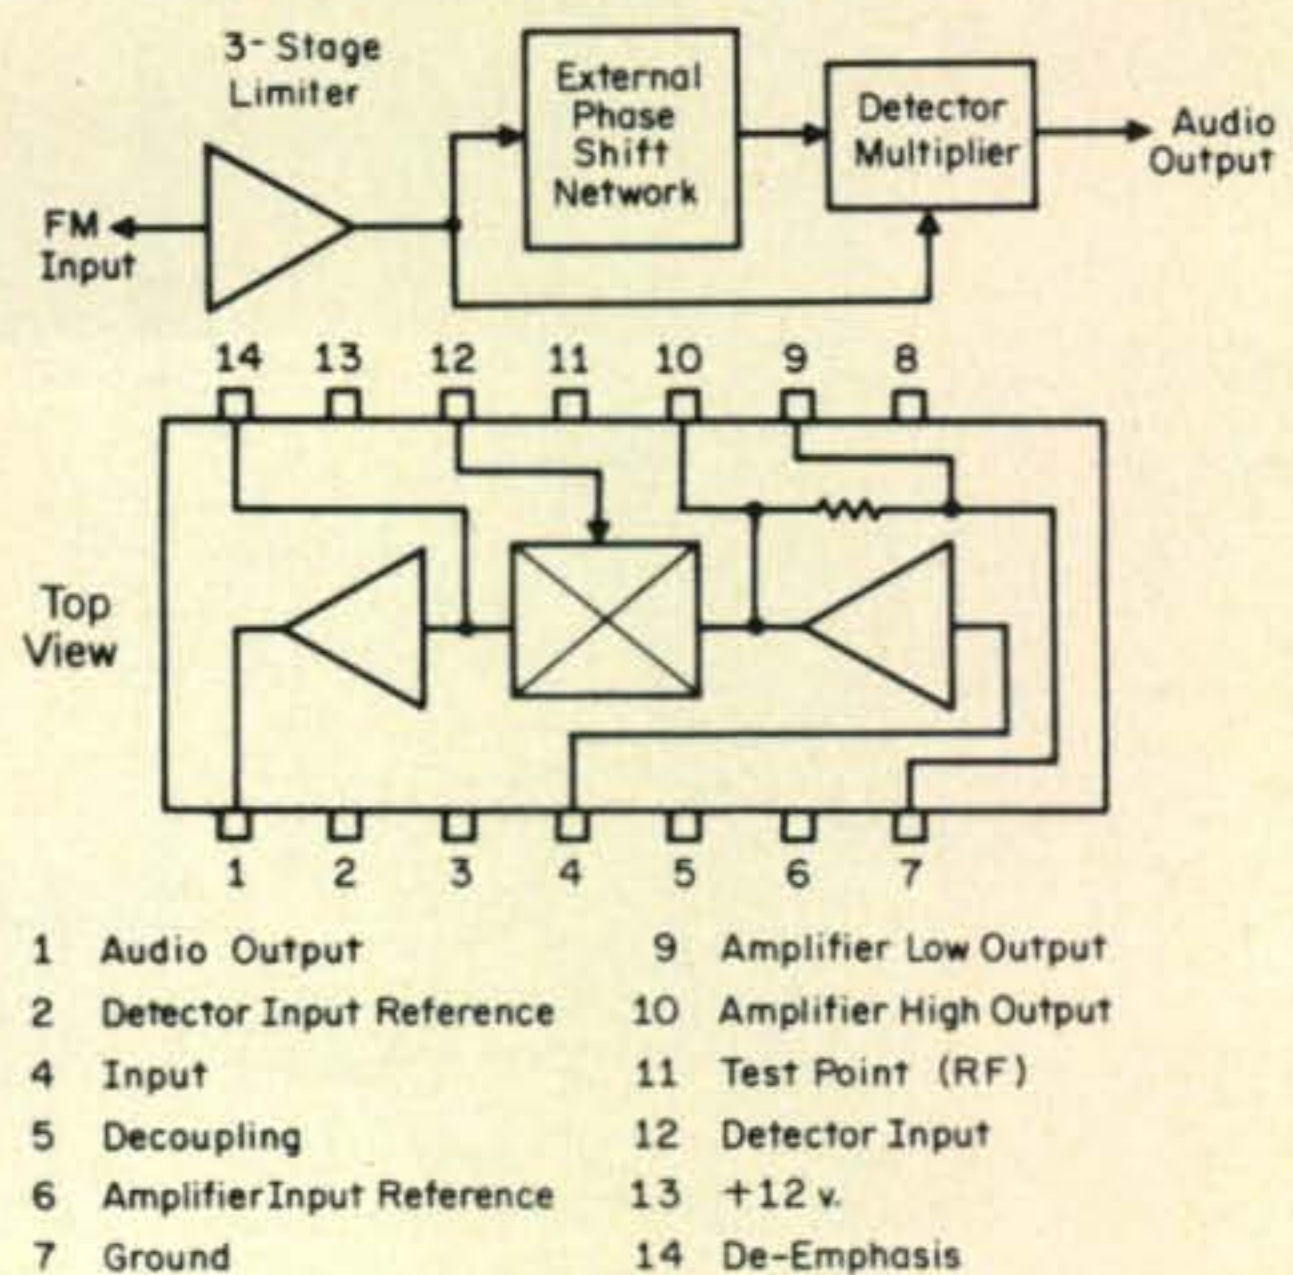 3-Stage
Limiter
External
Phase
Shift
Network
Detector
Multiplier
Audio
Output
FM
Input
14 13 12 11 10 9 8
Top
View
1 2 3 4 5 6 7
1 Audio Output
2 Detector Input Reference
4 Input
5 Decoupling
6 Amplifier Input Reference
7 Ground
9 Amplifier Low Output
10 Amplifier High Output
11 Test Point (RF)
12 Detector Input
13 +12 v.
14 De-Emphasis